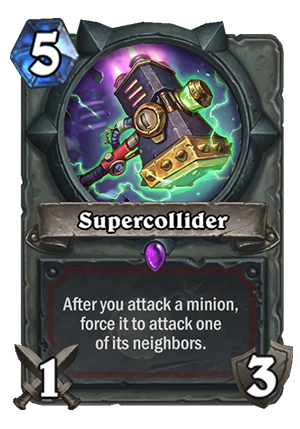 5
Supercollider
After you attack a minion,
force it to attack one
of its neighbors.
1
3